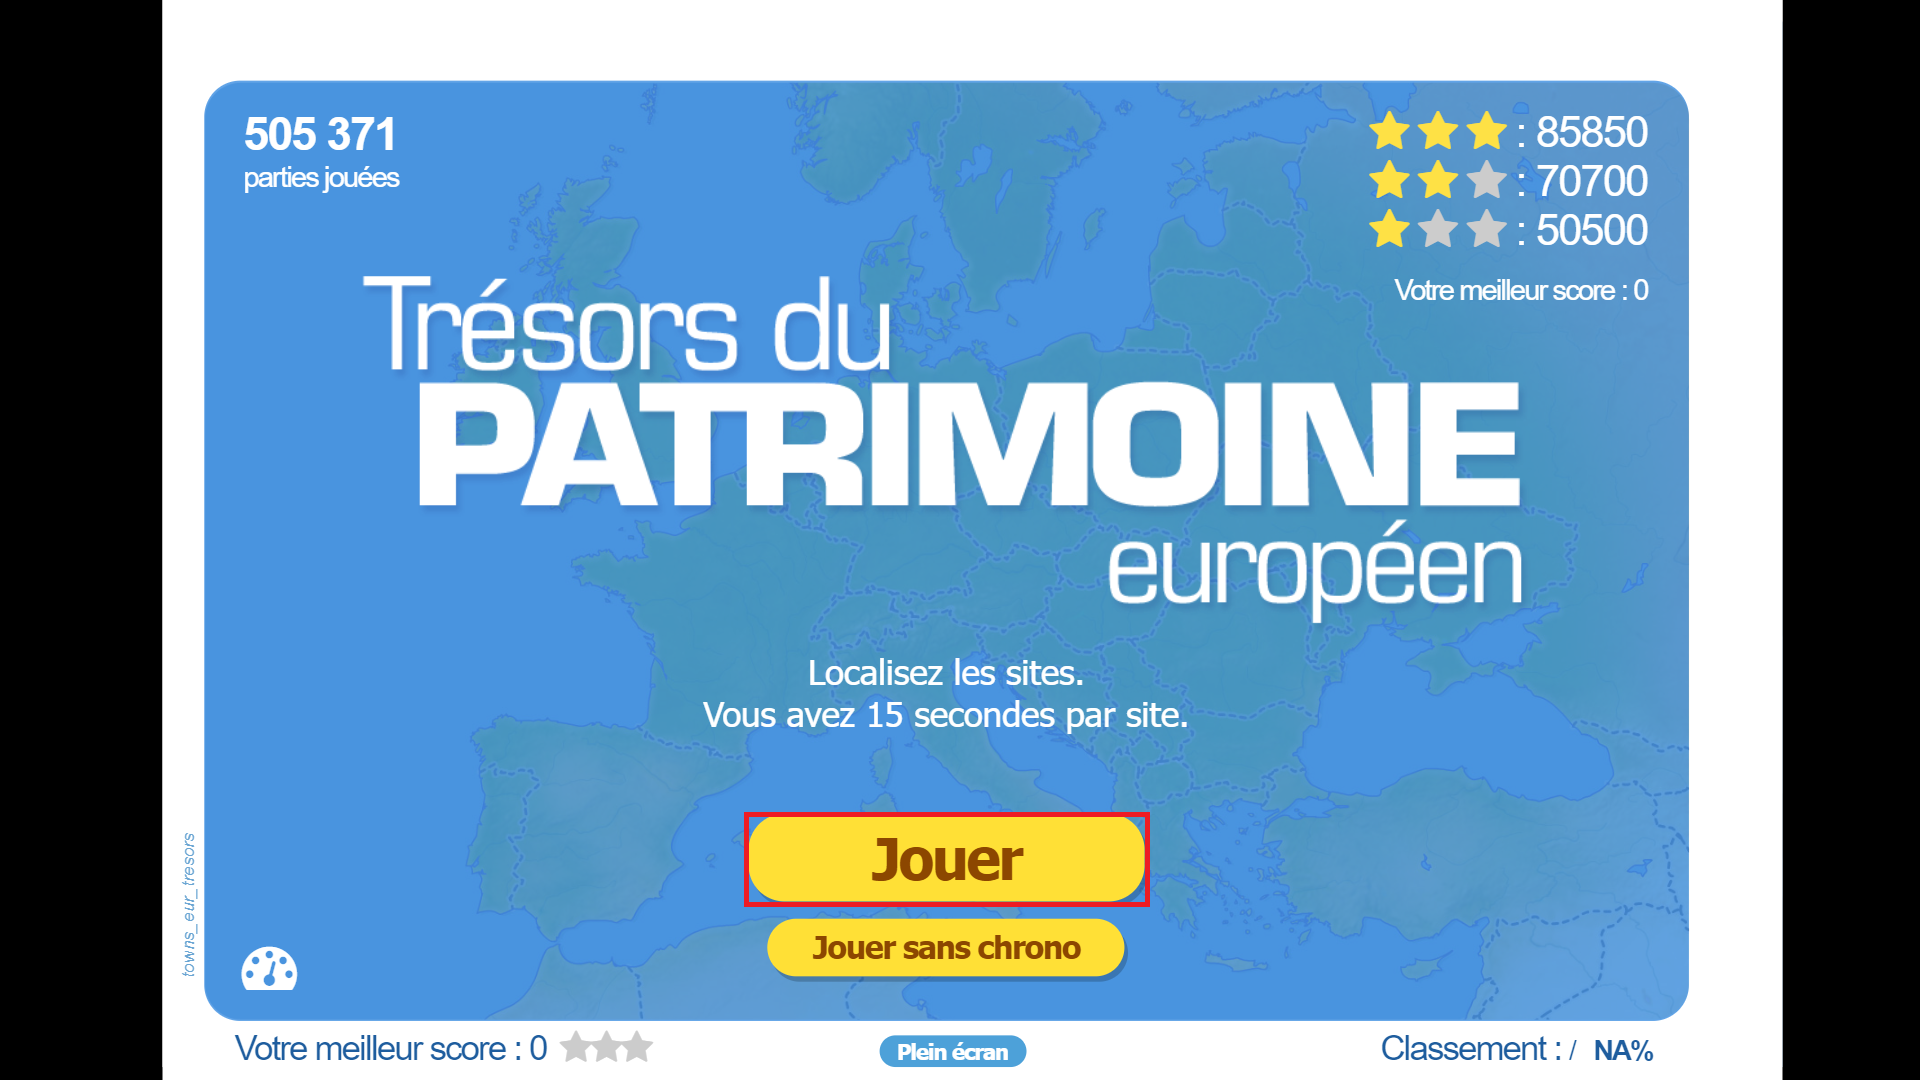 505 371
parties jouées
: 85850
: 70700
: 50500
Votre meilleur score : 0
Trésors du
PATRIMOINE
européen
Localisez les sites.
Vous avez 15 secondes par site.
Jouer
Jouer sans chrono
towns_eur_tresors
Votre meilleur score : 0
Plein écran
Classement : / NA%